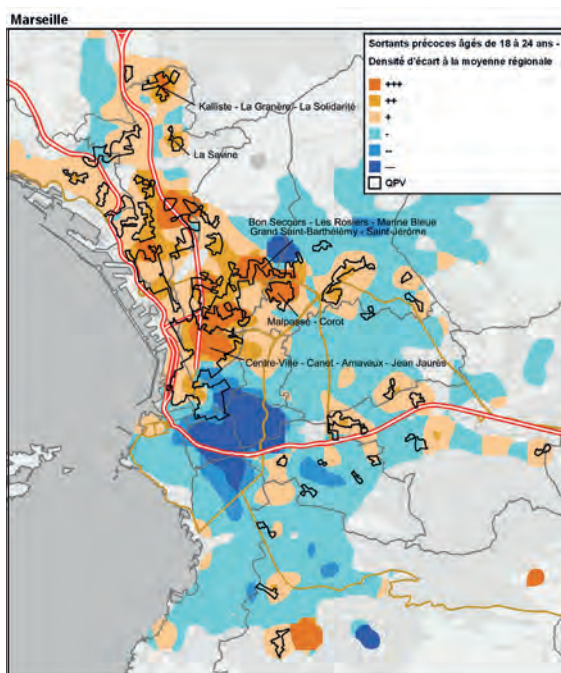 Marseille
Sortants précoces âgés de 18 à 24 ans -
Densité d'écart à la moyenne régionale
+++
++
+
-
--
---
QPV
Kalliste - La Granère - La Solidarité
La Savine
Bon Secours - Les Rosiers - Marine Bleue
Grand Saint-Barthélémy - Saint-Jérôme
Malpassé - Corot
Centre-Ville - Canet - Arnavaux - Jean Jaurès